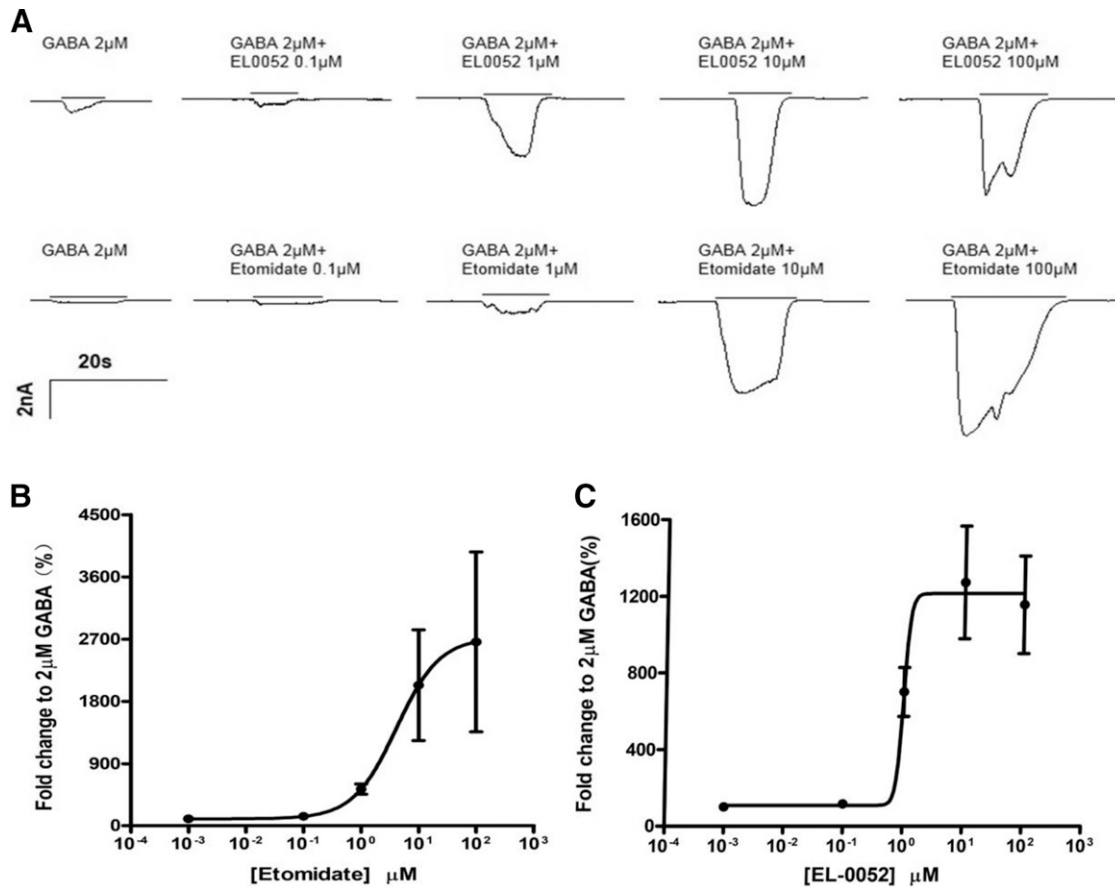 A
GABA 2μM
GABA 2μM+
EL0052 0.1μM
GABA 2μM+
EL0052 1μM
GABA 2μM+
EL0052 10μM
GABA 2μM+
EL0052 100μM
GABA 2μM
GABA 2μM+
Etomidate 0.1μM
GABA 2μM+
Etomidate 1μM
GABA 2μM+
Etomidate 10μM
GABA 2μM+
Etomidate 100μM
20s
2nA
B
Fold change to 2μM GABA (%)
4500
3600
2700
1800
900
0
10⁻⁴ 10⁻³ 10⁻² 10⁻¹ 10⁰ 10¹ 10² 10³
[Etomidate] μM
C
Fold change to 2μM GABA(%)
1600
1200
800
400
0
10⁻⁴ 10⁻³ 10⁻² 10⁻¹ 10⁰ 10¹ 10² 10³
[EL-0052] μM